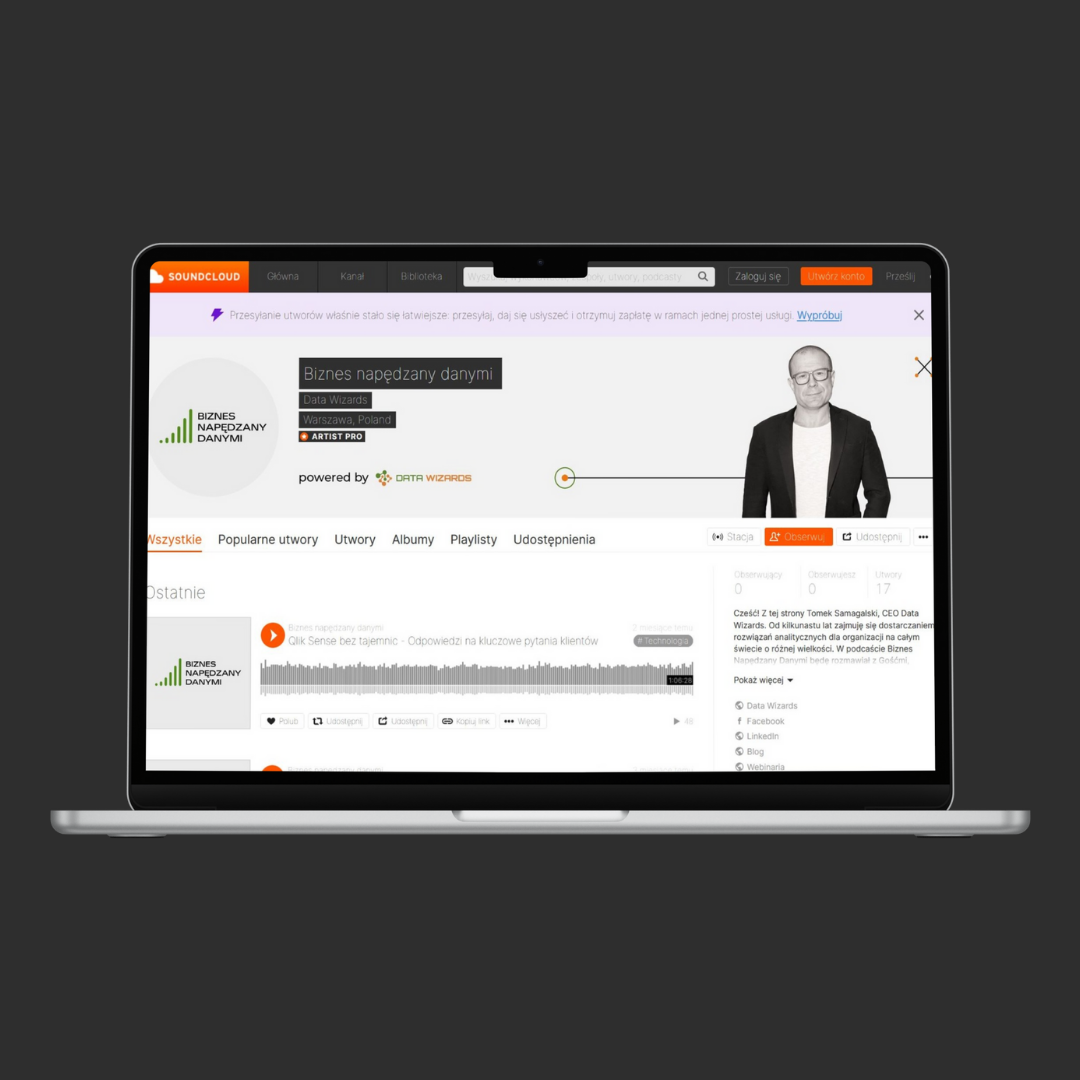 SOUNDCLOUD
Główna
Kanał
Biblioteka
utwory, podcasty
Zaloguj się
Utwórz konto
Prześlij
Przesyłanie utworów właśnie stało się łatwiejsze: przesyłaj, daj się usłyszeć i otrzymuj zapłatę w ramach jednej prostej usługi. Wypróbuj
BIZNES
NAPĘDZANY
DANYMI
Biznes napędzany danymi
Data Wizards
Warszawa, Poland
ARTIST PRO
powered by DATA WIZARDS
Wszystkie
Popularne utwory
Utwory
Albumy
Playlisty
Udostępnienia
Stacja
Obserwuj
Udostępnij
Ostatnie
BIZNES
NAPĘDZANY
DANYMI
Biznes napędzany danymi
2 miesiące temu
Qlik Sense bez tajemnic - Odpowiedzi na kluczowe pytania klientów
# Technologia
1:06:28
Polub
Udostępnij
Udostępnij
Kopiuj link
Więcej
46
Biznes napędzany danymi
Obserwujący
0
Obserwujesz
0
Utwory
17
Cześć! Z tej strony Tomek Samagalski, CEO Data
Wizards. Od kilkunastu lat zajmuję się dostarczaniem
rozwiązań analitycznych dla organizacji na całym
świecie o różnej wielkości. W podcaście Biznes
Napędzany Danymi będę rozmawiał z Gośćmi,
Pokaż więcej
Data Wizards
Facebook
LinkedIn
Blog
Webinaria